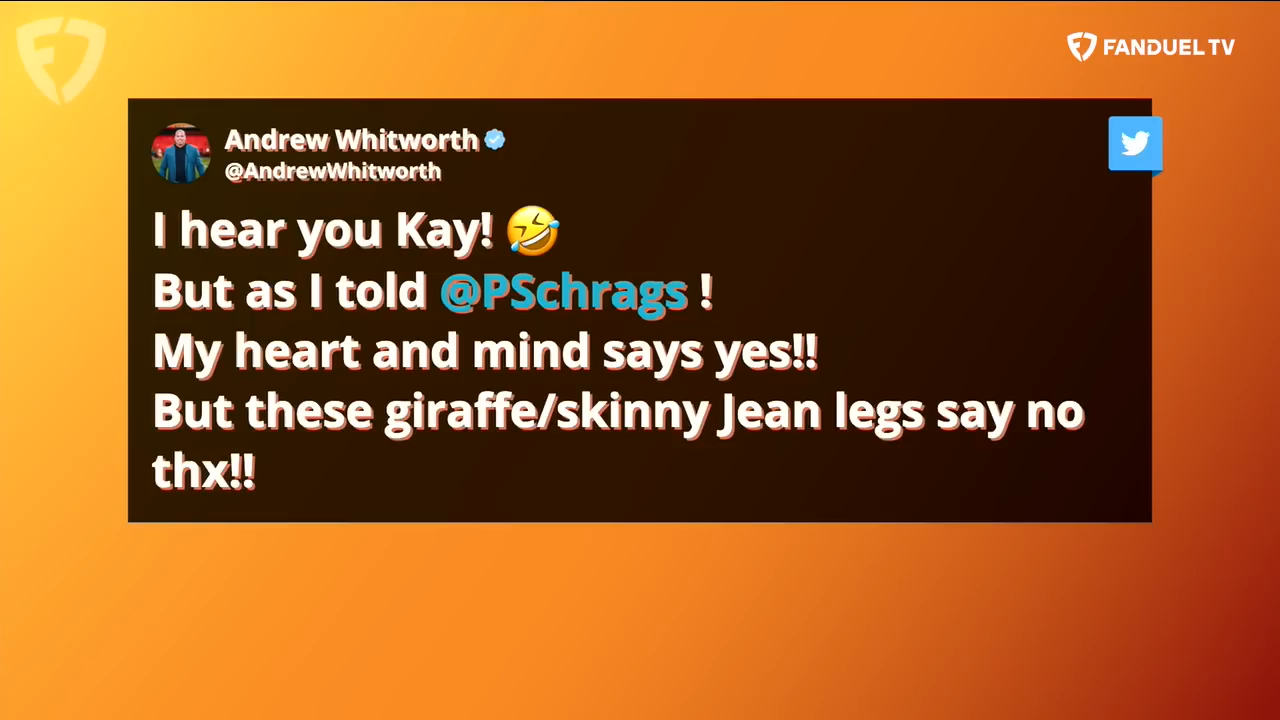 FANDUEL TV
Andrew Whitworth
@AndrewWhitworth
I hear you Kay! 🤣
But as I told @PSchrags !
My heart and mind says yes!!
But these giraffe/skinny Jean legs say no
thx!!